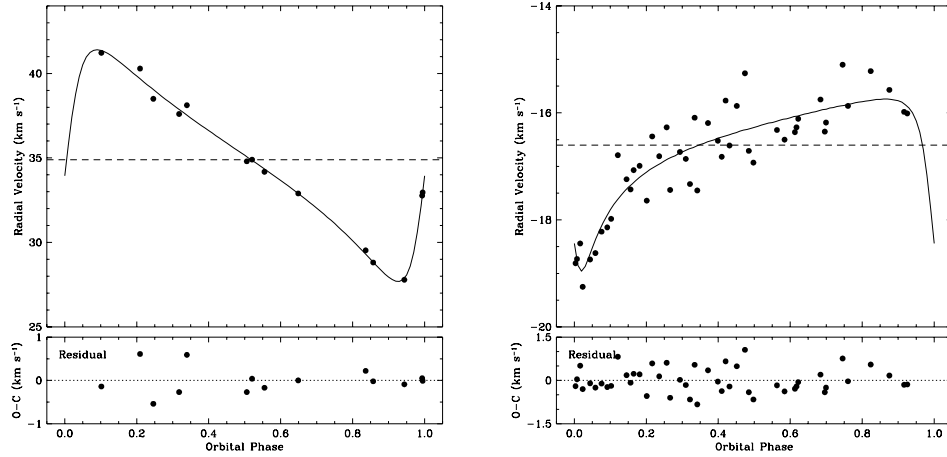 40
35
30
25
Radial Velocity (km s⁻¹)
Residual
1
0
-1
O-C (km s⁻¹)
0.0 0.2 0.4 0.6 0.8 1.0
Orbital Phase
-14
-16
-18
-20
Radial Velocity (km s⁻¹)
Residual
1.5
0
-1.5
O-C (km s⁻¹)
0.0 0.2 0.4 0.6 0.8 1.0
Orbital Phase